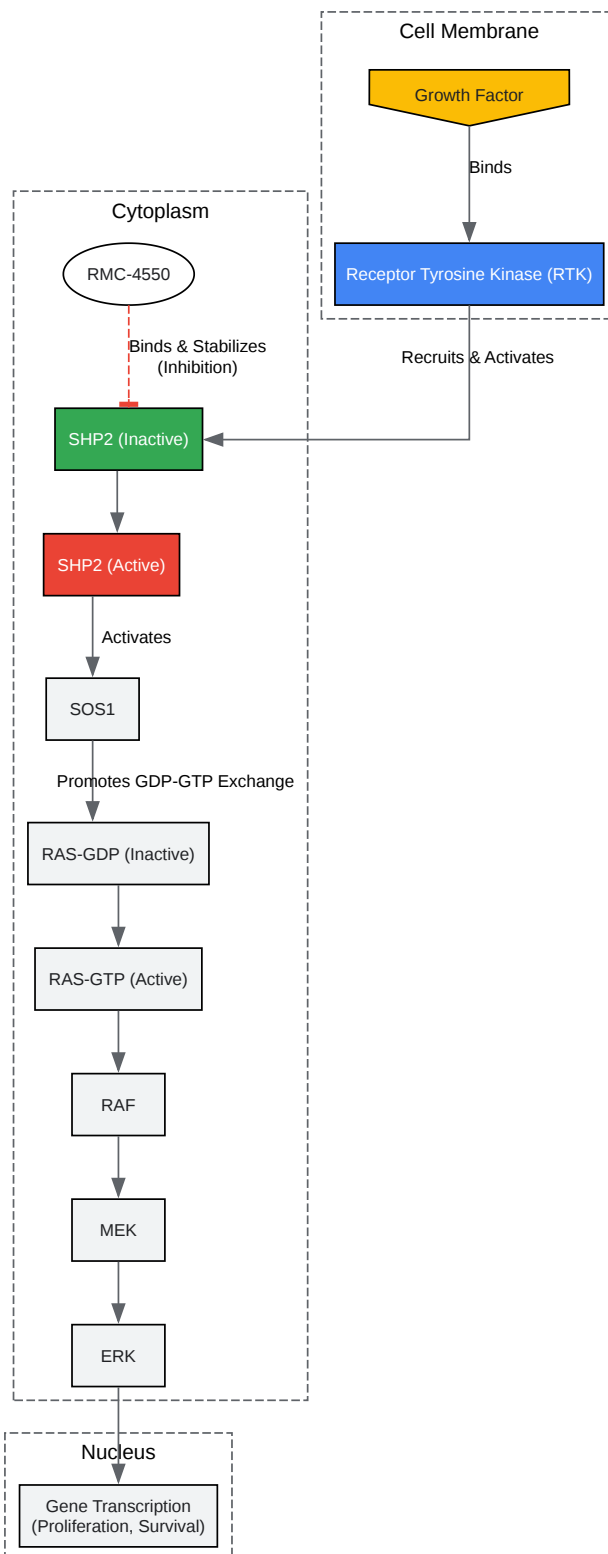 Cell Membrane
Growth Factor
Binds
Receptor Tyrosine Kinase (RTK)
Recruits & Activates
Cytoplasm
RMC-4550
Binds & Stabilizes
(Inhibition)
SHP2 (Inactive)
SHP2 (Active)
Activates
SOS1
Promotes GDP-GTP Exchange
RAS-GDP (Inactive)
RAS-GTP (Active)
RAF
MEK
ERK
Nucleus
Gene Transcription
(Proliferation, Survival)